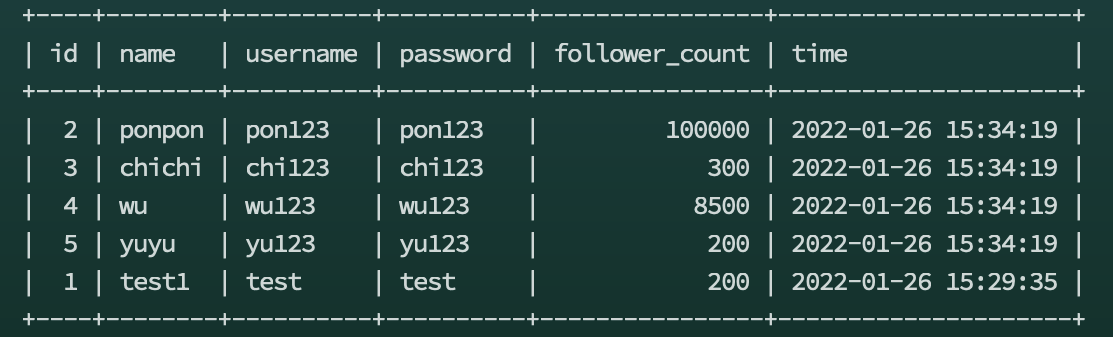 +----+--------+----------+----------+----------------+---------------------+
| id | name   | username | password | follower_count | time                |
+----+--------+----------+----------+----------------+---------------------+
|  2 | ponpon | pon123   | pon123   |         100000 | 2022-01-26 15:34:19 |
|  3 | chichi | chi123   | chi123   |            300 | 2022-01-26 15:34:19 |
|  4 | wu     | wu123    | wu123    |           8500 | 2022-01-26 15:34:19 |
|  5 | yuyu   | yu123    | yu123    |            200 | 2022-01-26 15:34:19 |
|  1 | test1  | test     | test     |            200 | 2022-01-26 15:29:35 |
+----+--------+----------+----------+----------------+---------------------+